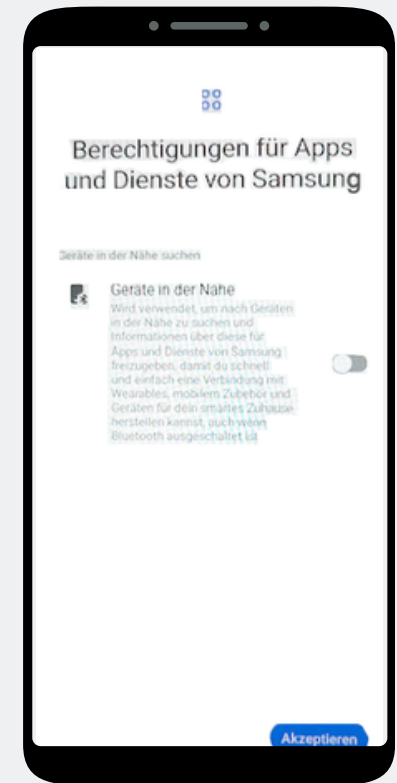 Berechtigungen für Apps
und Dienste von Samsung
Geräte in der Nähe suchen
Geräte in der Nähe
Wird verwendet, um nach Geräten
in der Nähe zu suchen und
Informationen über diese für
Apps und Dienste von Samsung
freizugeben, damit du schnell
und einfach eine Verbindung mit
Wearables, mobilem Zubehör und
Geräten für dein smartes Zuhause
herstellen kannst, auch wenn
Bluetooth ausgeschaltet ist
Akzeptieren